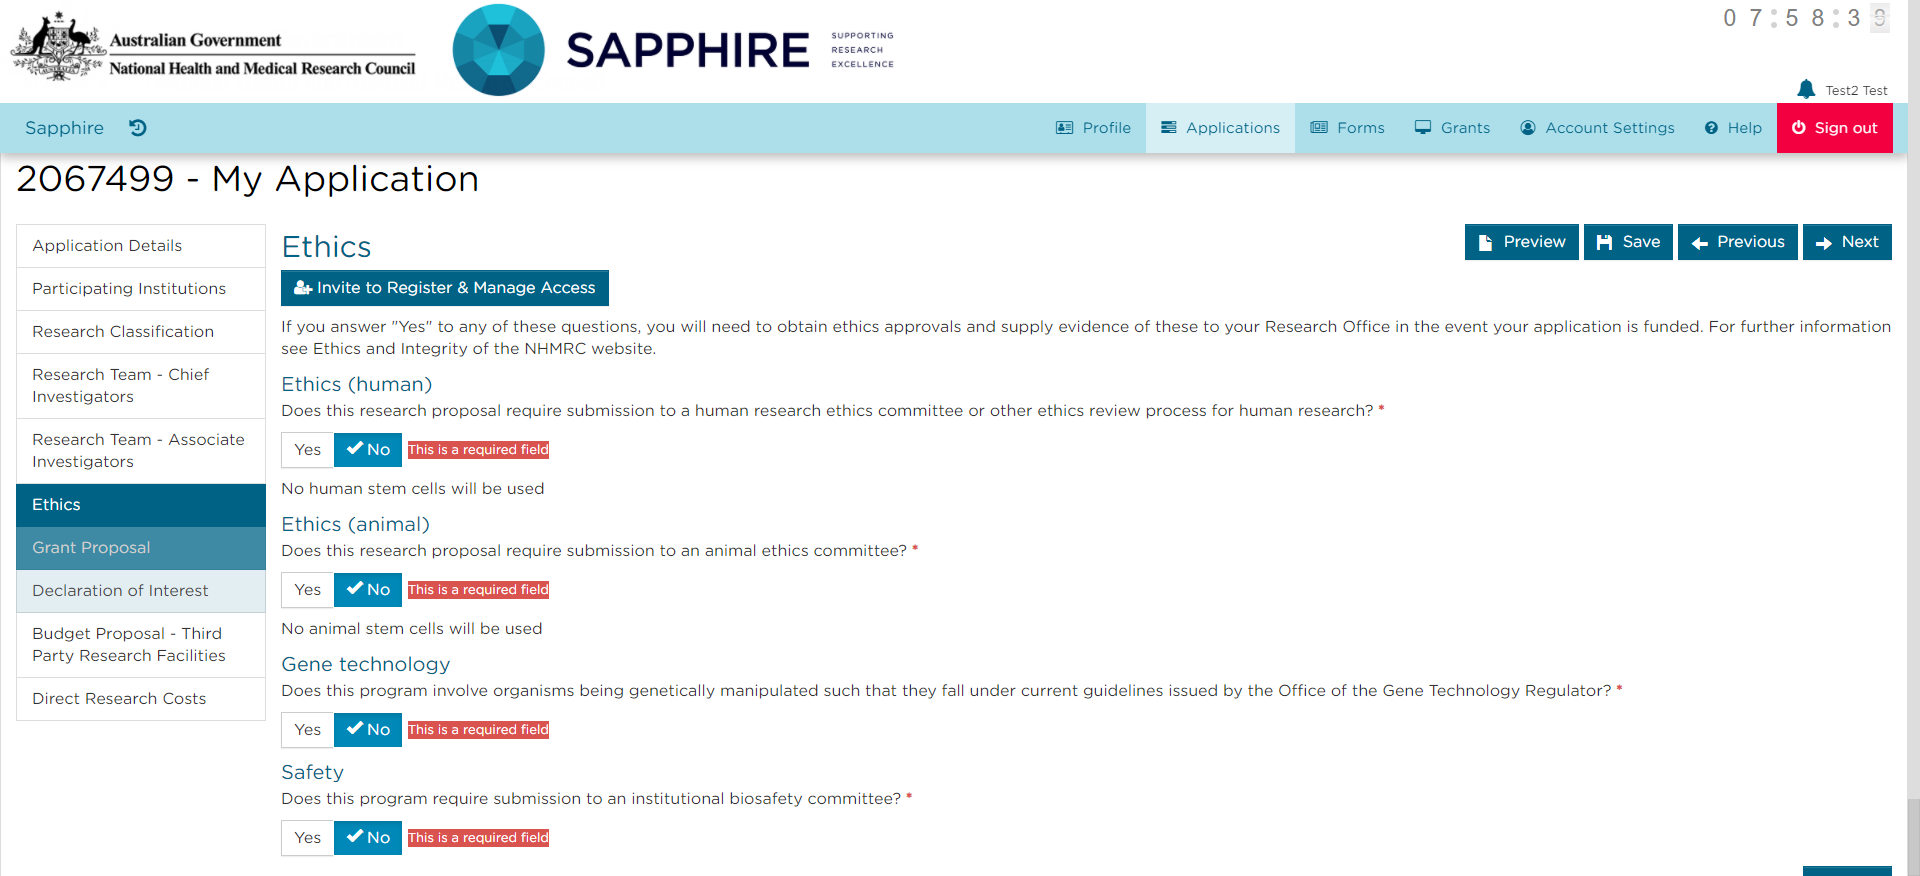 Australian Government
National Health and Medical Research Council
SAPPHIRE
SUPPORTING
RESEARCH
EXCELLENCE
07:58:3
Test2 Test
Sapphire
Profile
Applications
Forms
Grants
Account Settings
Help
Sign out
2067499 - My Application
Application Details
Participating Institutions
Research Classification
Research Team - Chief
Investigators
Research Team - Associate
Investigators
Ethics
Grant Proposal
Declaration of Interest
Budget Proposal - Third
Party Research Facilities
Direct Research Costs
Ethics
Preview
Save
Previous
Next
Invite to Register & Manage Access
If you answer "Yes" to any of these questions, you will need to obtain ethics approvals and supply evidence of these to your Research Office in the event your application is funded. For further information
see Ethics and Integrity of the NHMRC website.
Ethics (human)
Does this research proposal require submission to a human research ethics committee or other ethics review process for human research? *
Yes No This is a required field
No human stem cells will be used
Ethics (animal)
Does this research proposal require submission to an animal ethics committee? *
Yes No This is a required field
No animal stem cells will be used
Gene technology
Does this program involve organisms being genetically manipulated such that they fall under current guidelines issued by the Office of the Gene Technology Regulator? *
Yes No This is a required field
Safety
Does this program require submission to an institutional biosafety committee? *
Yes No This is a required field